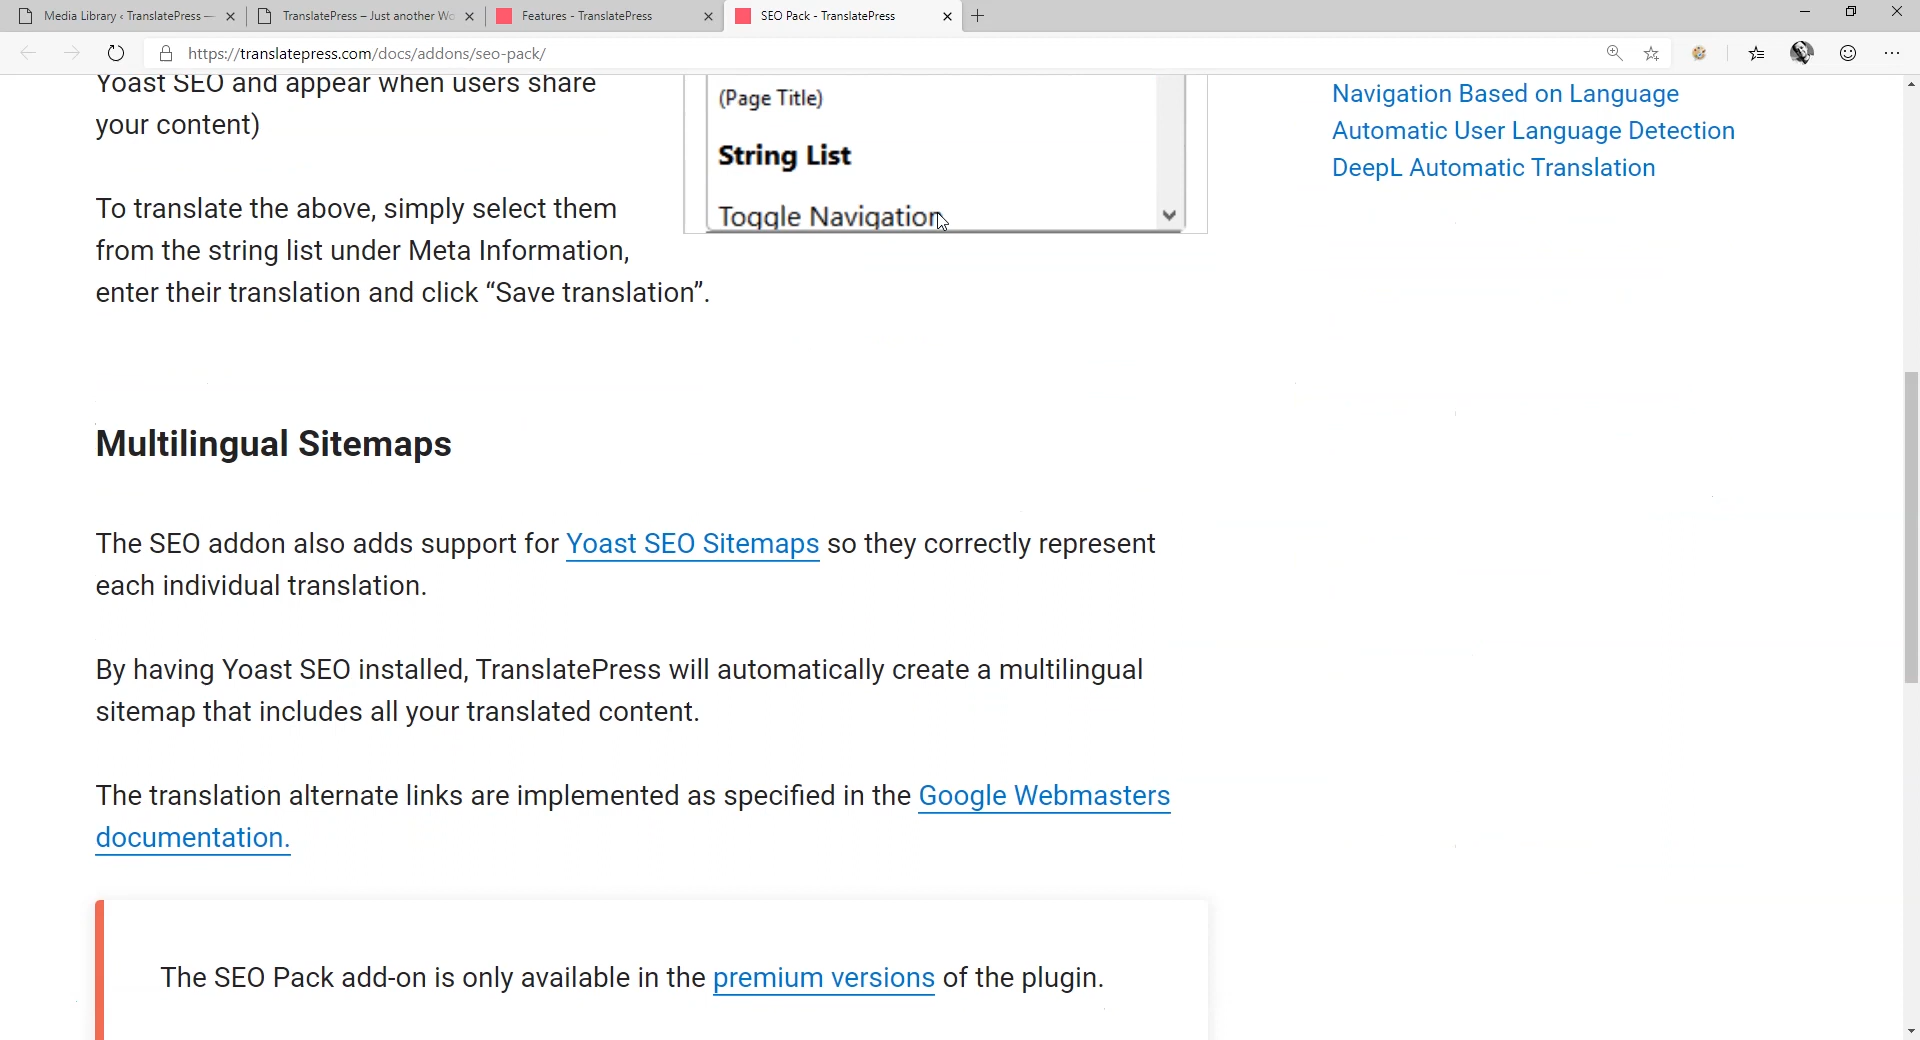 Media Library ‹ TranslatePress —
TranslatePress – Just another Wo
Features - TranslatePress
SEO Pack - TranslatePress
https://translatepress.com/docs/addons/seo-pack/
Yoast SEO and appear when users share
your content)
To translate the above, simply select them
from the string list under Meta Information,
enter their translation and click “Save translation”.
(Page Title)
String List
Toggle Navigation
Navigation Based on Language
Automatic User Language Detection
DeepL Automatic Translation
Multilingual Sitemaps
The SEO addon also adds support for Yoast SEO Sitemaps so they correctly represent
each individual translation.
By having Yoast SEO installed, TranslatePress will automatically create a multilingual
sitemap that includes all your translated content.
The translation alternate links are implemented as specified in the Google Webmasters
documentation.
The SEO Pack add-on is only available in the premium versions of the plugin.